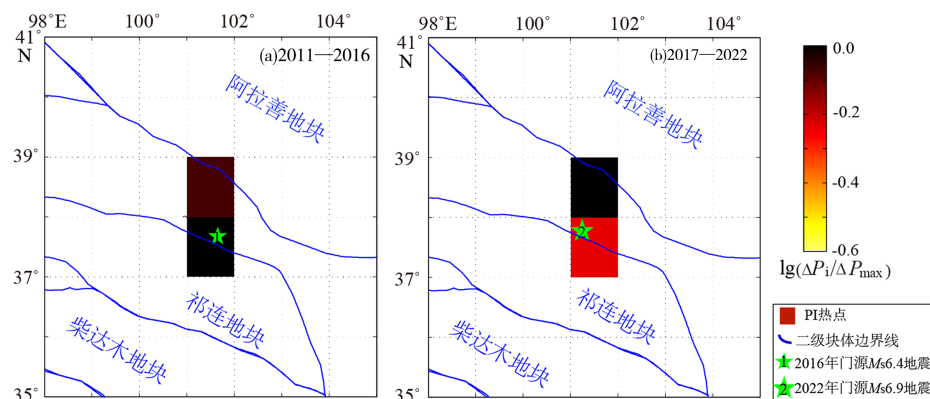 98°E 100° 102° 104°
98°E 100° 102° 104°
41°
N
39°
37°
35°
(a)2011—2016
阿拉善地块
祁连地块
柴达木地块
1
41°
N
39°
37°
35°
(b)2017—2022
阿拉善地块
祁连地块
柴达木地块
2
0.0
-0.2
-0.4
-0.6
lg(ΔPi/ΔPmax)
PI热点
二级块体边界线
1 2016年门源Ms6.4地震
2 2022年门源Ms6.9地震